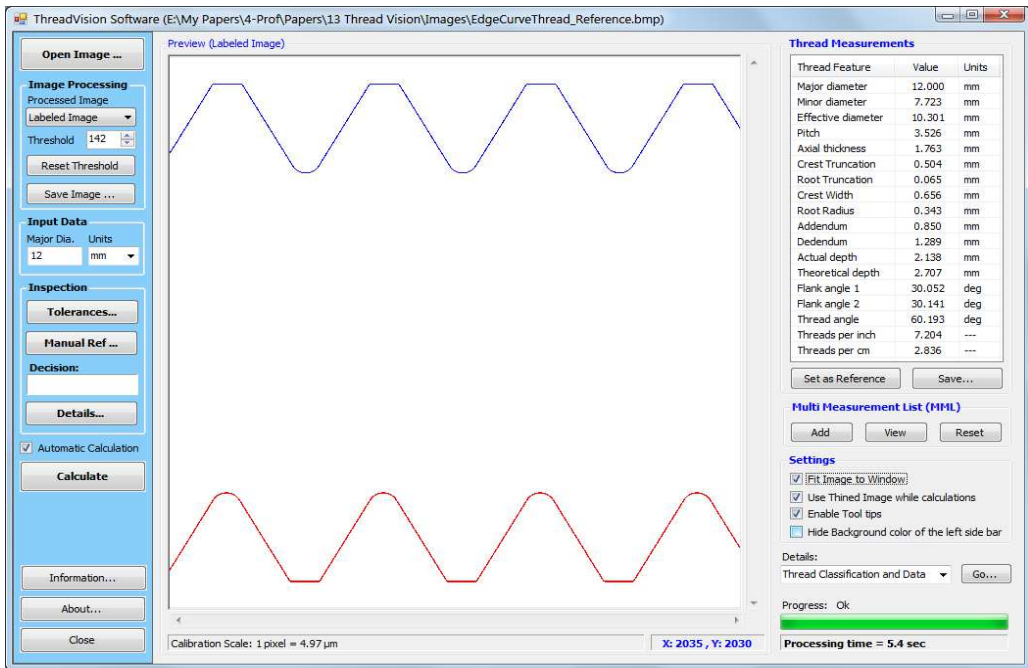 ThreadVision Software (E:\My Papers\4-Prof\Papers\13 Thread Vision\Images\EdgeCurveThread_Reference.bmp)
Open Image ...
Image Processing
Processed Image
Labeled Image
Threshold 142
Reset Threshold
Save Image ...
Input Data
Major Dia. Units
12 mm
Inspection
Tolerances...
Manual Ref ...
Decision:
Details...
Automatic Calculation
Calculate
Information...
About...
Close
Preview (Labeled Image)
Calibration Scale: 1 pixel = 4.97 µm
X: 2035 , Y: 2030
Thread Measurements
Thread Feature Value Units
Major diameter 12.000 mm
Minor diameter 7.723 mm
Effective diameter 10.301 mm
Pitch 3.526 mm
Axial thickness 1.763 mm
Crest Truncation 0.504 mm
Root Truncation 0.065 mm
Crest Width 0.656 mm
Root Radius 0.343 mm
Addendum 0.850 mm
Dedendum 1.289 mm
Actual depth 2.138 mm
Theoretical depth 2.707 mm
Flank angle 1 30.052 deg
Flank angle 2 30.141 deg
Thread angle 60.193 deg
Threads per inch 7.204 ---
Threads per cm 2.836 ---
Set as Reference Save...
Multi Measurement List (MML)
Add View Reset
Settings
Fit Image to Window
Use Thined Image while calculations
Enable Tool tips
Hide Background color of the left side bar
Details:
Thread Classification and Data Go...
Progress: Ok
Processing time = 5.4 sec